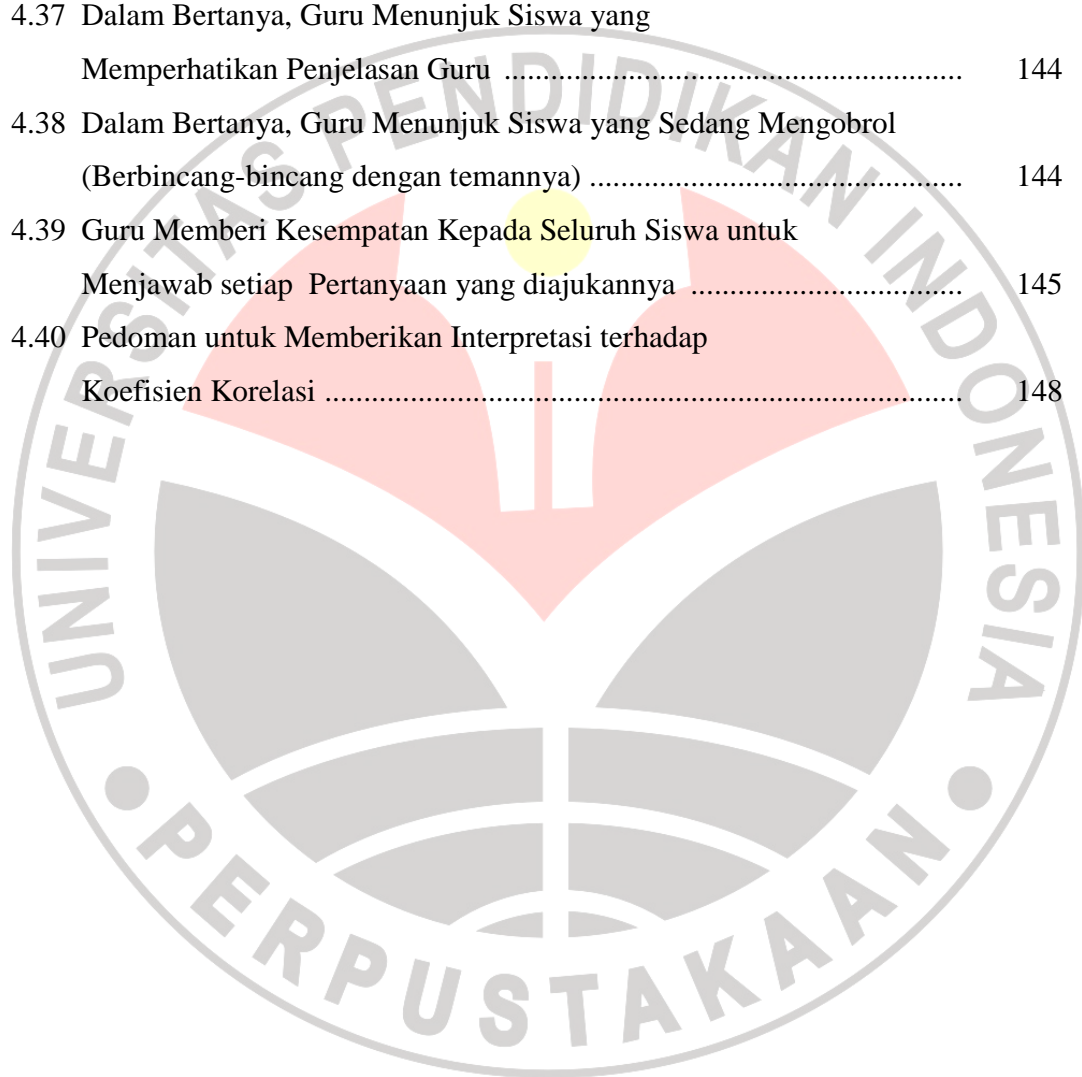 4.37 Dalam Bertanya, Guru Menunjuk Siswa yang
Memperhatikan Penjelasan Guru ........................................................... 144
4.38 Dalam Bertanya, Guru Menunjuk Siswa yang Sedang Mengobrol
(Berbincang-bincang dengan temannya) ................................................ 144
4.39 Guru Memberi Kesempatan Kepada Seluruh Siswa untuk
Menjawab setiap Pertanyaan yang diajukannya ................................... 145
4.40 Pedoman untuk Memberikan Interpretasi terhadap
Koefisien Korelasi ................................................................................... 148
UNIVERSITAS PENDIDIKAN INDONESIA
PERPUSTAKAAN